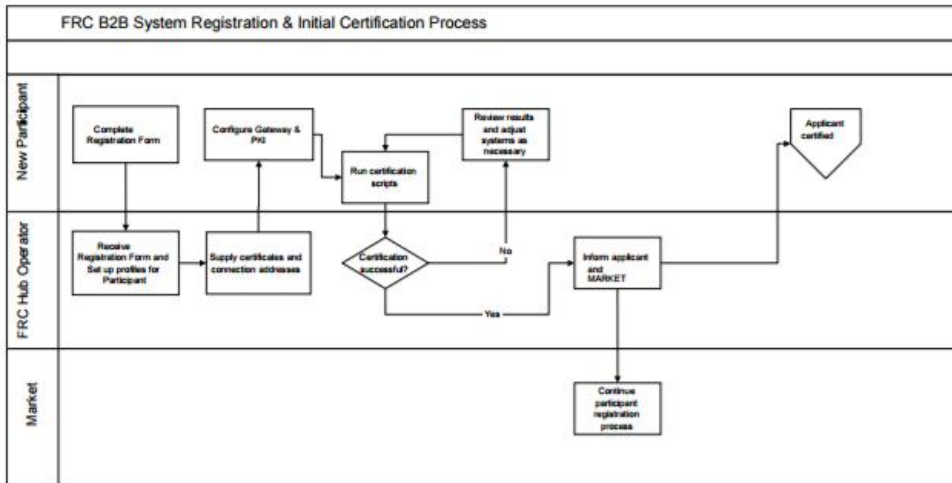 FRC B2B System Registration & Initial Certification Process
New Participant
Complete
Registration Form
Configure Gateway &
PKI
Run certification
scripts
Review results
and adjust
systems as
necessary
Applicant
certified
FRC Hub Operator
Receive
Registration Form and
Set up profiles for
Participant
Supply certificates and
connection addresses
Certification
successful?
No
Yes
Inform applicant
and
MARKET
Market
Continue
participant
registration
process